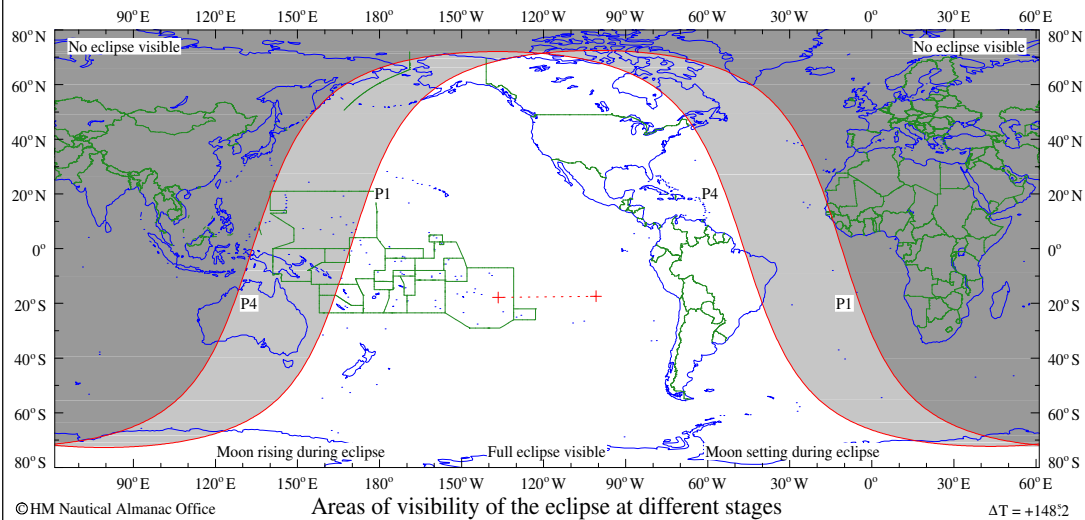 90° E 120° E 150° E 180° 150° W 120° W 90° W 60° W 30° W 0° 30° E 60° E
80° N No eclipse visible No eclipse visible 80° N
60° N 60° N
40° N 40° N
20° N P1 P4 20° N
0° 0°
20° S P4 P1 20° S
40° S 40° S
60° S 60° S
80° S Moon rising during eclipse Full eclipse visible Moon setting during eclipse 80° S
90° E 120° E 150° E 180° 150° W 120° W 90° W 60° W 30° W 0° 30° E 60° E
©HM Nautical Almanac Office Areas of visibility of the eclipse at different stages ΔT = +148ˢ.2